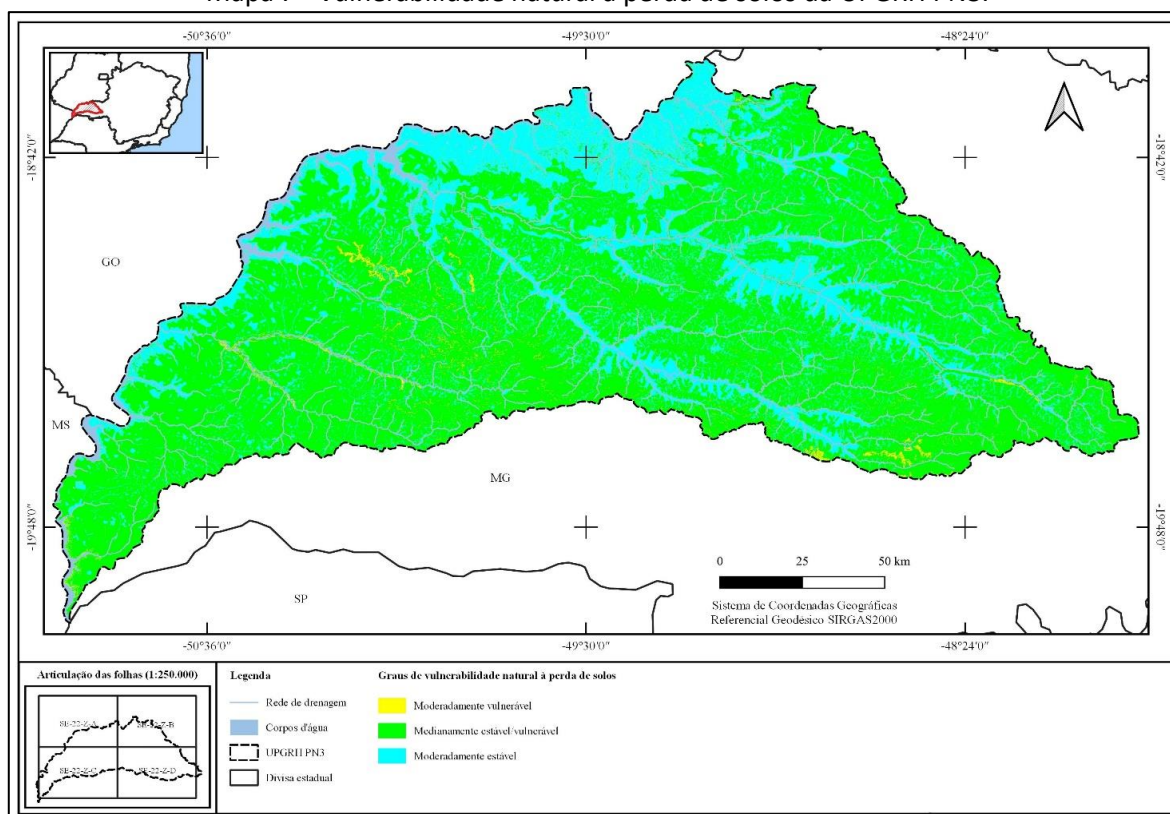 Mapa 7 – Vulnerabilidade natural à perda de solos da UPGRH PN3.
-50°36'0"
-49°30'0"
-48°24'0"
-18°42'0"
-18°42'0"
GO
MS
MG
-19°48'0"
-19°48'0"
SP
0 25 50 km
Sistema de Coordenadas Geográficas
Referencial Geodésico SIRGAS2000
-50°36'0"
-49°30'0"
-48°24'0"
Articulação das folhas (1:250.000)
SE-22-Z-A
SE-22-Z-B
SE-22-Z-C
SE-22-Z-D
Legenda
Rede de drenagem
Corpos d'água
UPGRH PN3
Divisa estadual
Graus de vulnerabilidade natural à perda de solos
Moderadamente vulnerável
Medianamente estável/vulnerável
Moderadamente estável